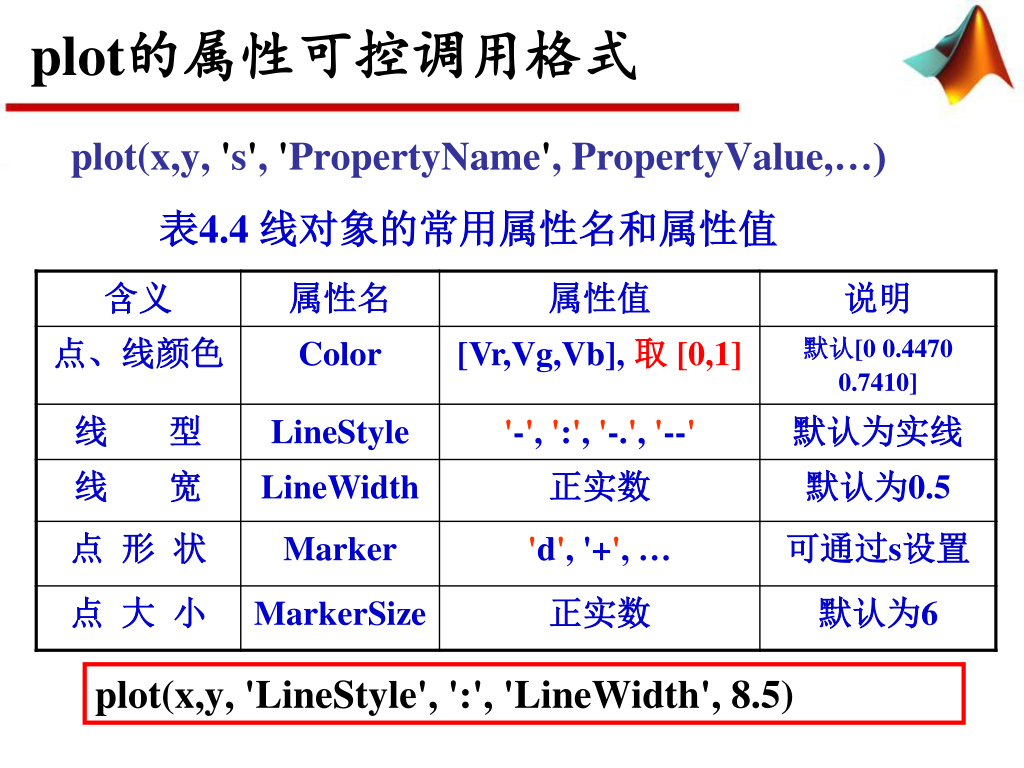 plot的属性可控调用格式
plot(x,y, 's', 'PropertyName', PropertyValue,…)
表4.4 线对象的常用属性名和属性值
含义 属性名 属性值 说明
点、线颜色 Color [Vr,Vg,Vb], 取 [0,1] 默认[0 0.4470
0.7410]
线 型 LineStyle '-', ':', '-.', '--' 默认为实线
线 宽 LineWidth 正实数 默认为0.5
点 形 状 Marker 'd', '+', … 可通过s设置
点 大 小 MarkerSize 正实数 默认为6
plot(x,y, 'LineStyle', ':', 'LineWidth', 8.5)